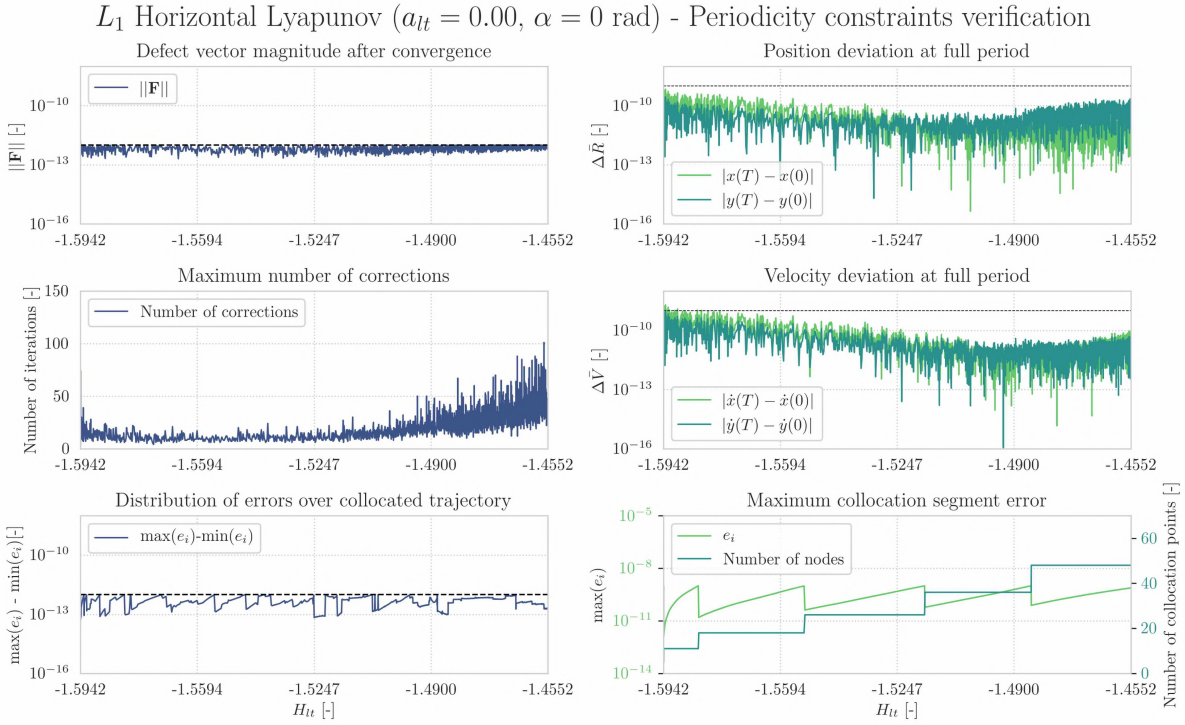 L₁ Horizontal Lyapunov (aₗₜ = 0.00, α = 0 rad) - Periodicity constraints verification
Defect vector magnitude after convergence
||F|| [-]
10⁻¹⁰
10⁻¹³
10⁻¹⁶
||F||
-1.5942 -1.5594 -1.5247 -1.4900 -1.4552
Position deviation at full period
ΔR̄ [-]
10⁻¹⁰
10⁻¹³
10⁻¹⁶
|x(T) − x(0)|
|y(T) − y(0)|
-1.5942 -1.5594 -1.5247 -1.4900 -1.4552
Maximum number of corrections
Number of iterations [-]
150
100
50
0
Number of corrections
-1.5942 -1.5594 -1.5247 -1.4900 -1.4552
Velocity deviation at full period
ΔV̄ [-]
10⁻¹⁰
10⁻¹³
10⁻¹⁶
|ẋ(T) − ẋ(0)|
|ẏ(T) − ẏ(0)|
-1.5942 -1.5594 -1.5247 -1.4900 -1.4552
Distribution of errors over collocated trajectory
max(eᵢ) - min(eᵢ)[-]
10⁻¹⁰
10⁻¹³
10⁻¹⁶
max(eᵢ)-min(eᵢ)
-1.5942 -1.5594 -1.5247 -1.4900 -1.4552
Hₗₜ [-]
Maximum collocation segment error
max(eᵢ)
10⁻⁵
10⁻⁸
10⁻¹¹
10⁻¹⁴
eᵢ
Number of nodes
60
40
20
0
Number of collocation points [-]
-1.5942 -1.5594 -1.5247 -1.4900 -1.4552
Hₗₜ [-]